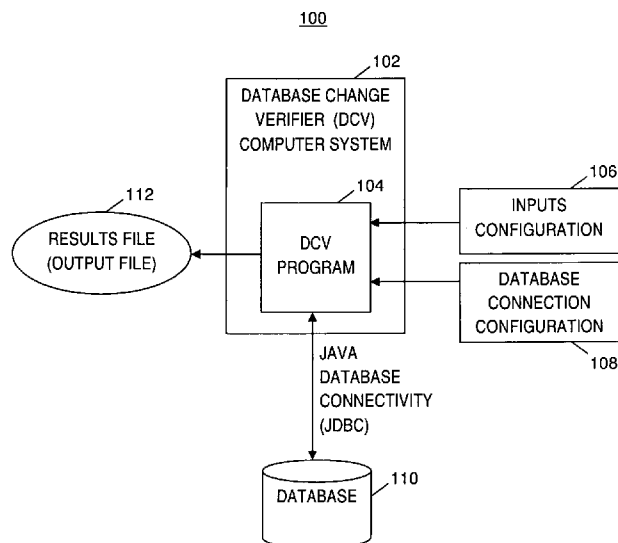 100
102
DATABASE CHANGE
VERIFIER (DCV)
COMPUTER SYSTEM
104
DCV
PROGRAM
106
INPUTS
CONFIGURATION
112
RESULTS FILE
(OUTPUT FILE)
DATABASE
CONNECTION
CONFIGURATION
108
JAVA
DATABASE
CONNECTIVITY
(JDBC)
DATABASE
110